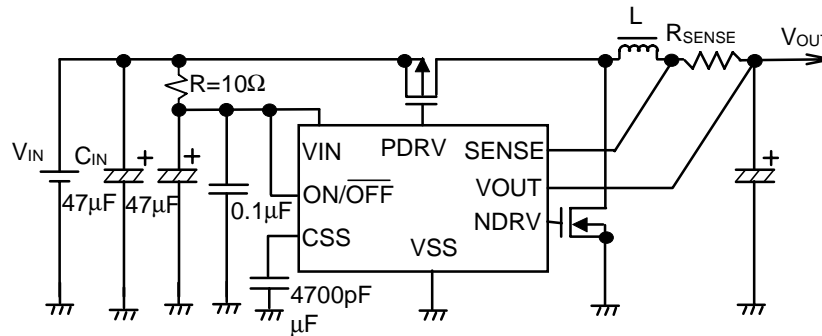 L
RSENSE
VOUT
R=10Ω
VIN
CIN
+
+
+
47μF
47μF
0.1μF
VIN
PDRV
SENSE
ON/OFF
VOUT
CSS
NDRV
VSS
4700pF
μF